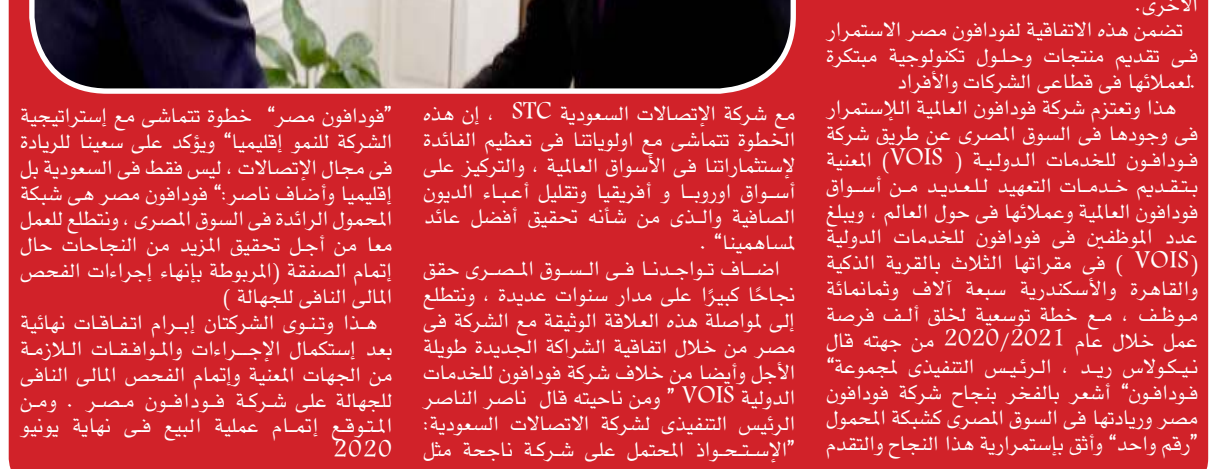 الأخرى.
تضمن هذه الاتفاقية لفودافون مصر الاستمرار
فى تقديم منتجات وحلول تكنولوجية مبتكرة
لعملائها فى قطاعى الشركات والأفراد.
هذا وتعتزم شركة فودافون العالمية اللإستمرار
فى وجودها فى السوق المصرى عن طريق شركة
فودافون للخدمات الدولية ( VOIS) المعنية
بتقديم خدمات التعهيد للعديد من أسواق
فودافون العالمية وعملائها فى حول العالم ، ويبلغ
عدد الموظفين فى فودافون للخدمات الدولية
(VOIS ) فى مقراتها الثلاث بالقرية الذكية
والقاهرة والأسكندرية سبعة آلاف وثمانمائة
موظف ، مع خطة توسعية لخلق ألف فرصة
عمل خلال عام 2020/2021 من جهته قال
نيكولاس ريد ، الرئيس التنفيذى لمجموعة“
فودافون“ أشعر بالفخر بنجاح شركة فودافون
مصر وريادتها فى السوق المصرى كشبكة المحمول
”رقم واحد“ وأثق بإستمرارية هذا النجاح والتقدم
مع شركة الإتصالات السعودية STC ، إن هذه
الخطوة تتماشى مع اولوياتنا فى تعظيم الفائدة
لإستثماراتنا فى الأسواق العالمية ، والتركيز على
أسواق اوروبا و أفريقيا وتقليل أعباء الديون
الصافية والذى من شأنه تحقيق أفضل عائد
لمساهمينا“ .
اضاف تواجدنا فى السوق المصرى حقق
نجاحًا كبيرًا على مدار سنوات عديدة ، ونتطلع
إلى لمواصلة هذه العلاقة الوثيقة مع الشركة فى
مصر من خلال اتفاقية الشراكة الجديدة طويلة
الأجل وأيضا من خلاف شركة فودافون للخدمات
الدولية VOIS ” ومن ناحيته قال ناصر الناصر
الرئيس التنفيذى لشركة الاتصالات السعودية:
”الإستحواذ المحتمل على شركة ناجحة مثل
”فودافون مصر“ خطوة تتماشى مع إستراتيجية
الشركة للنمو إقليميا“ ويؤكد على سعينا للريادة
فى مجال الإتصالات ، ليس فقط فى السعودية بل
إقليميا وأضاف ناصر:“ فودافون مصر هى شبكة
المحمول الرائدة فى السوق المصرى ، ونتطلع للعمل
معا من أجل تحقيق المزيد من النجاحات حال
إتمام الصفقة (المربوطة بإنهاء إجراءات الفحص
المالى النافى للجهالة )
هذا وتنوى الشركتان إبرام اتفاقات نهائية
بعد إستكمال الإجراءات والموافقات اللازمة
من الجهات المعنية وإتمام الفحص المالى النافى
للجهالة على شركة فودافون مصر . ومن
المتوقع إتمام عملية البيع فى نهاية يونيو
2020